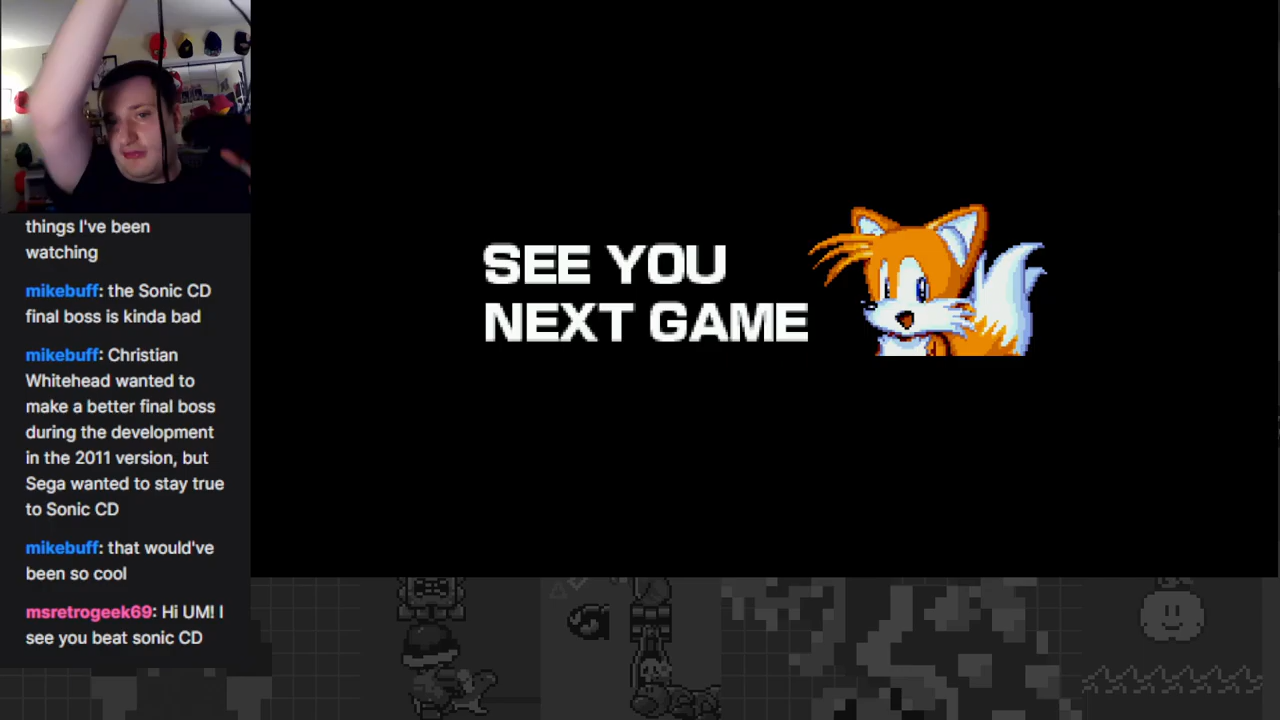 things I've been
watching
mikebuff: the Sonic CD
final boss is kinda bad
mikebuff: Christian
Whitehead wanted to
make a better final boss
during the development
in the 2011 version, but
Sega wanted to stay true
to Sonic CD
mikebuff: that would've
been so cool
msretrogeek69: Hi UM! I
see you beat sonic CD
SEE YOU
NEXT GAME